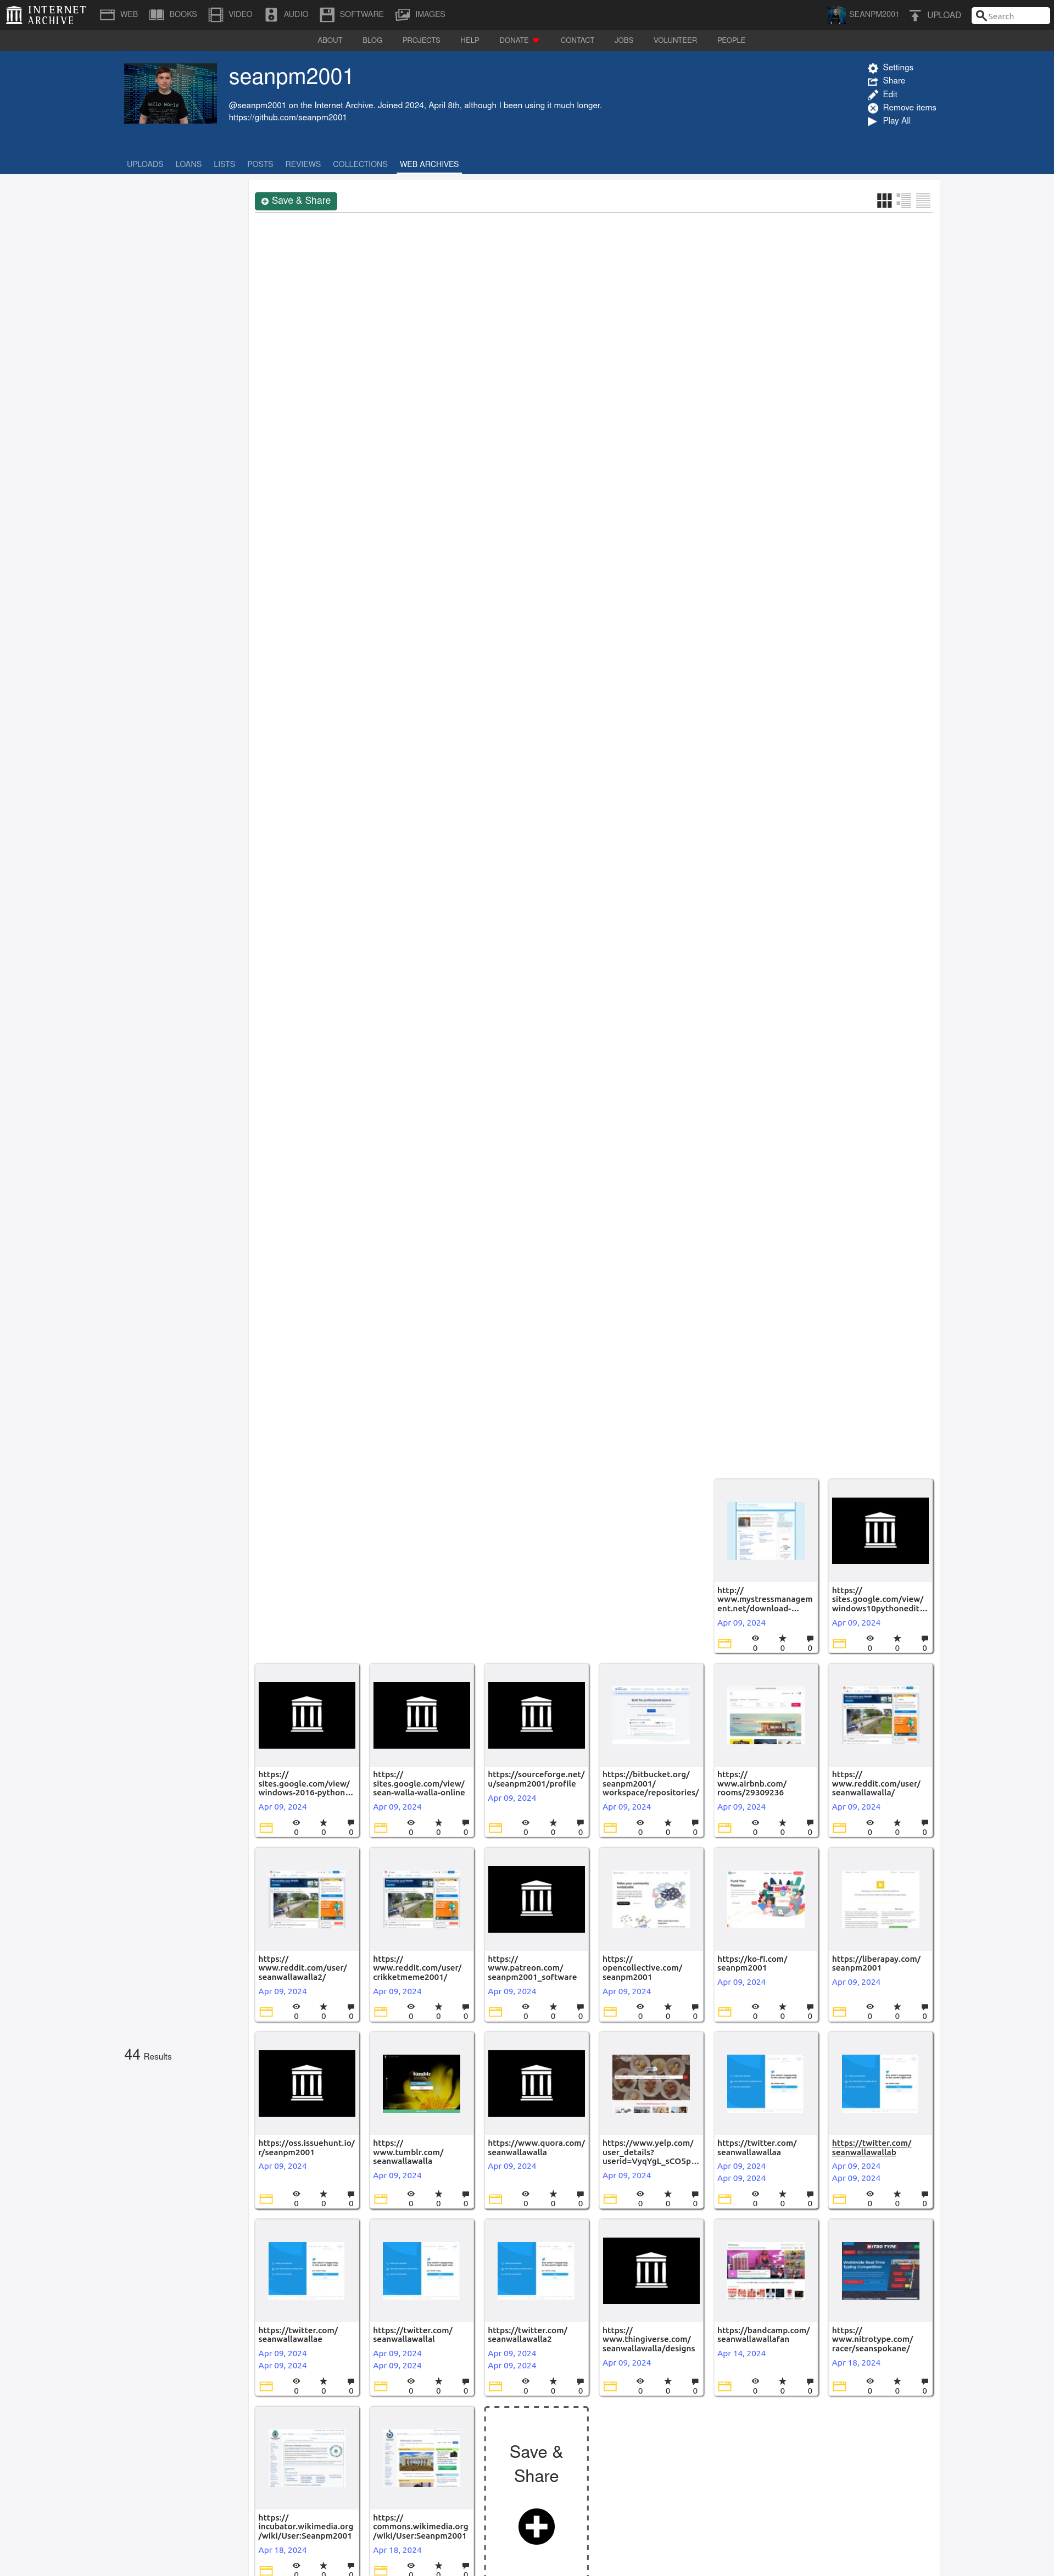 INTERNET ARCHIVE
WEB BOOKS VIDEO AUDIO SOFTWARE IMAGES SEANPM2001 UPLOAD Search
ABOUT BLOG PROJECTS HELP DONATE CONTACT JOBS VOLUNTEER PEOPLE
seanpm2001
@seanpm2001 on the Internet Archive. Joined 2024, April 8th, although I been using it much longer.
https://github.com/seanpm2001
Settings
Share
Edit
Remove items
Play All
UPLOADS LOANS LISTS POSTS REVIEWS COLLECTIONS WEB ARCHIVES
Save & Share
44 Results
http://
www.mystressmanagem
ent.net/download-...
Apr 09, 2024
0 0 0
https://
sites.google.com/view/
windows10pythonedit...
Apr 09, 2024
0 0 0
https://
sites.google.com/view/
windows-2016-python...
Apr 09, 2024
0 0 0
https://
sites.google.com/view/
sean-walla-walla-online
Apr 09, 2024
0 0 0
https://sourceforge.net/
u/seanpm2001/profile
Apr 09, 2024
0 0 0
https://bitbucket.org/
seanpm2001/
workspace/repositories/
Apr 09, 2024
0 0 0
https://
www.airbnb.com/
rooms/29309236
Apr 09, 2024
0 0 0
https://
www.reddit.com/user/
seanwallawalla/
Apr 09, 2024
0 0 0
https://
www.reddit.com/user/
seanwallawalla2/
Apr 09, 2024
0 0 0
https://
www.reddit.com/user/
crikketmeme2001/
Apr 09, 2024
0 0 0
https://
www.patreon.com/
seanpm2001_software
Apr 09, 2024
0 0 0
https://
opencollective.com/
seanpm2001
Apr 09, 2024
0 0 0
https://ko-fi.com/
seanpm2001
Apr 09, 2024
0 0 0
https://liberapay.com/
seanpm2001
Apr 09, 2024
0 0 0
https://oss.issuehunt.io/
r/seanpm2001
Apr 09, 2024
0 0 0
https://
www.tumblr.com/
seanwallawalla
Apr 09, 2024
0 0 0
https://www.quora.com/
seanwallawalla
Apr 09, 2024
0 0 0
https://www.yelp.com/
user_details?
userid=VyqYgL_sCO5p...
Apr 09, 2024
0 0 0
https://twitter.com/
seanwallawallaa
Apr 09, 2024
Apr 09, 2024
0 0 0
https://twitter.com/
seanwallawallab
Apr 09, 2024
Apr 09, 2024
0 0 0
https://twitter.com/
seanwallawallae
Apr 09, 2024
Apr 09, 2024
0 0 0
https://twitter.com/
seanwallawallal
Apr 09, 2024
Apr 09, 2024
0 0 0
https://twitter.com/
seanwallawalla2
Apr 09, 2024
Apr 09, 2024
0 0 0
https://
www.thingiverse.com/
seanwallawalla/designs
Apr 09, 2024
0 0 0
https://bandcamp.com/
seanwallawallafan
Apr 14, 2024
0 0 0
https://
www.nitrotype.com/
racer/seanspokane/
Apr 18, 2024
0 0 0
https://
incubator.wikimedia.org
/wiki/User:Seanpm2001
Apr 18, 2024
0 0 0
https://
commons.wikimedia.org
/wiki/User:Seanpm2001
Apr 18, 2024
0 0 0
Save &
Share